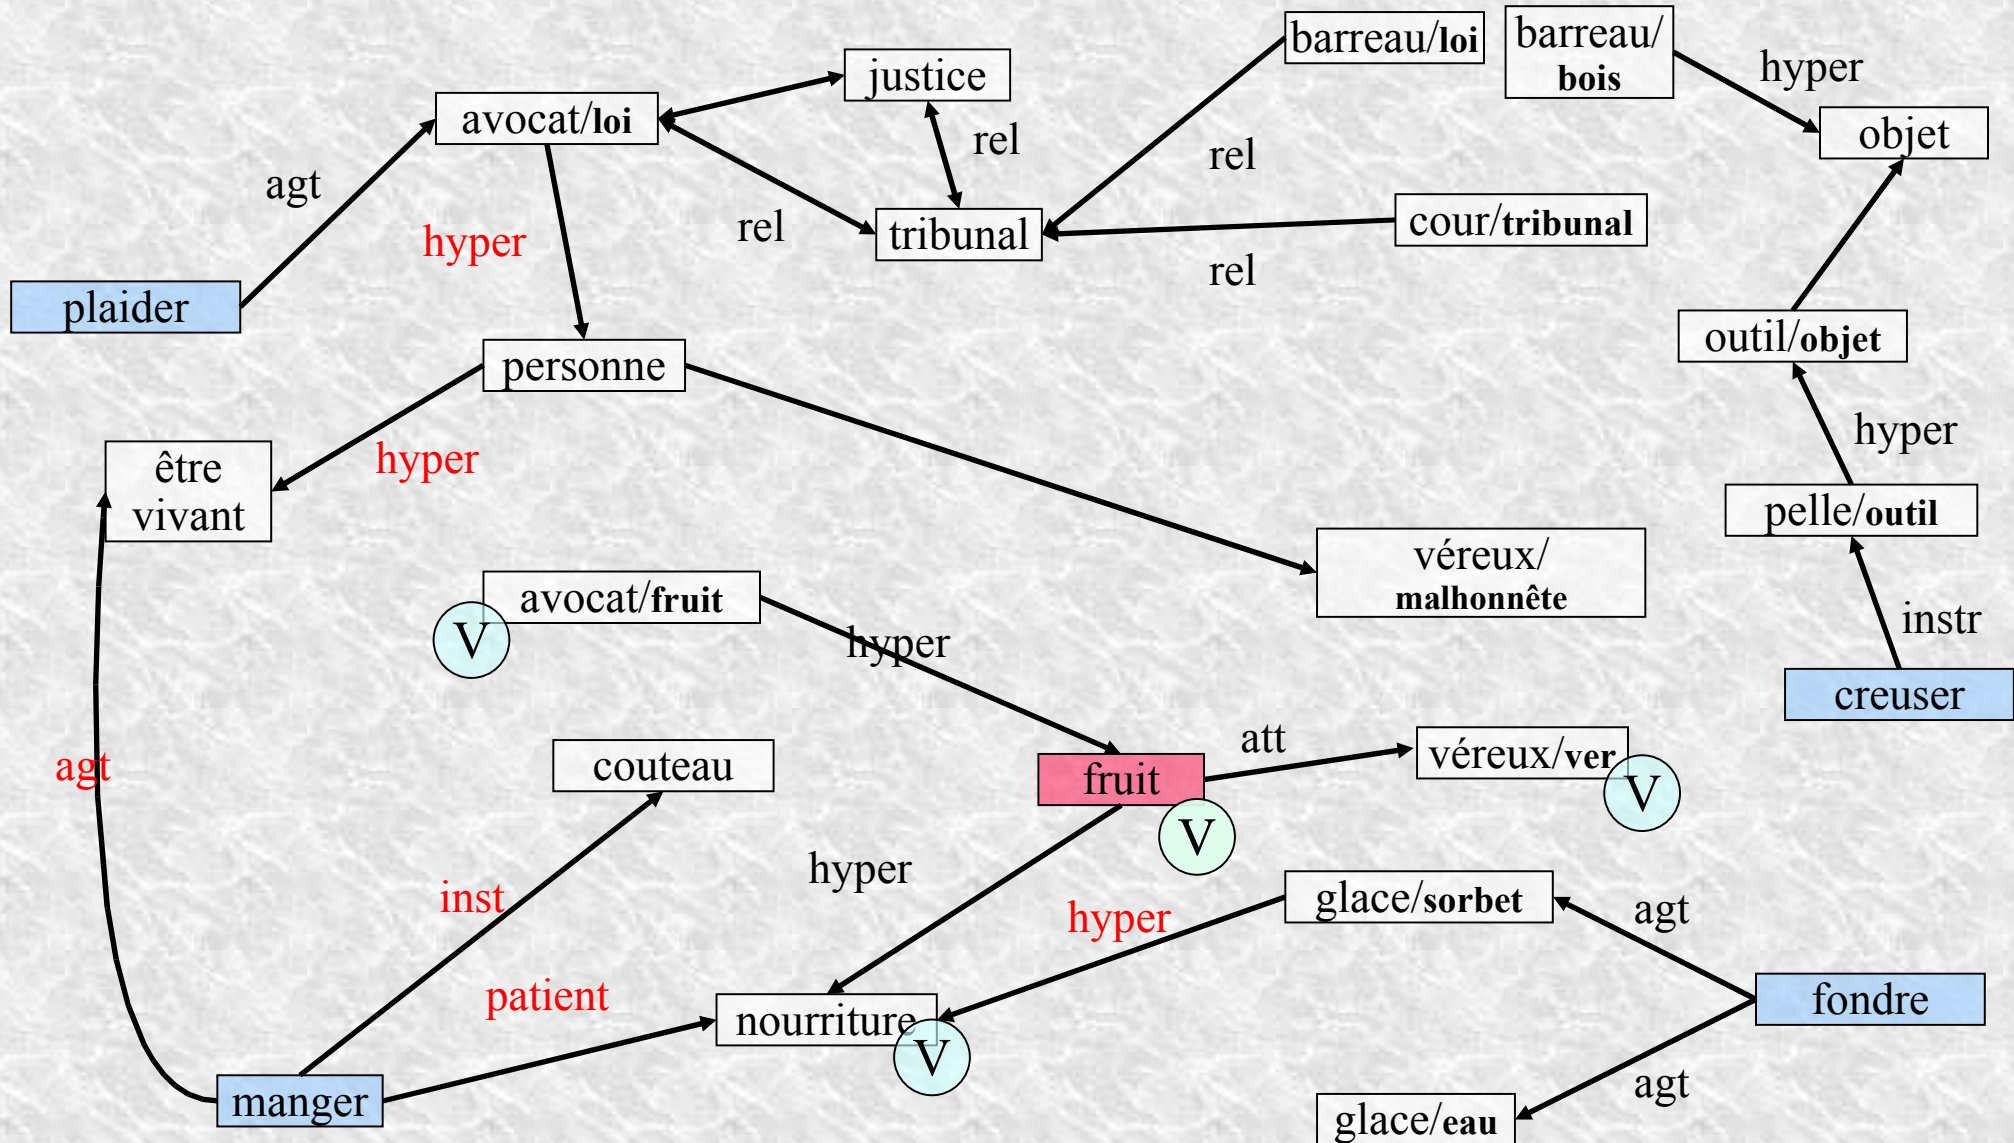 barreau/loi
barreau/
bois
hyper
justice
avocat/loi
objet
rel
rel
agt
cour/tribunal
rel
tribunal
hyper
rel
plaider
outil/objet
personne
hyper
hyper
être
vivant
pelle/outil
véreux/
malhonnête
avocat/fruit
instr
V
hyper
creuser
att
véreux/ver
agt
couteau
fruit
V
V
hyper
inst
glace/sorbet
agt
hyper
patient
fondre
nourriture
V
agt
manger
glace/eau